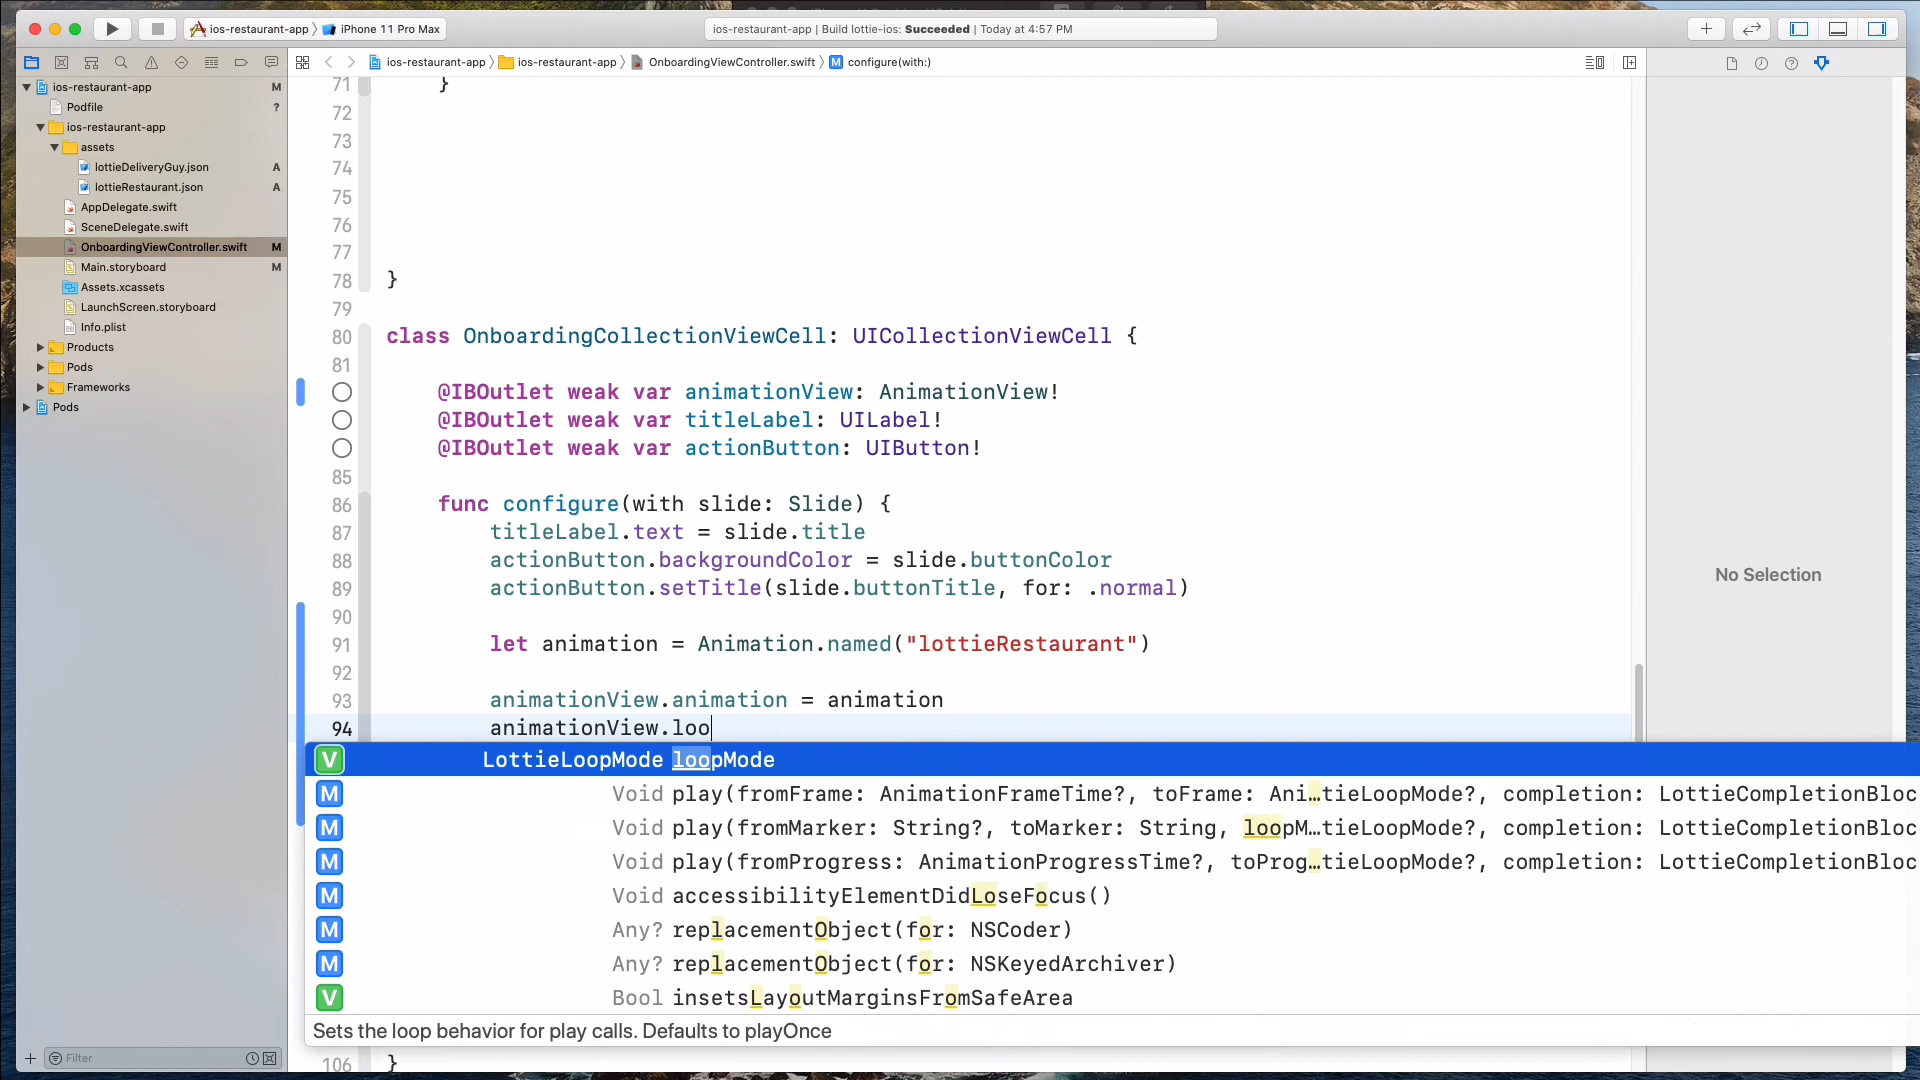 ios-restaurant-app 〉 iPhone 11 Pro Max
ios-restaurant-app | Build lottie-ios: Succeeded | Today at 4:57 PM
ios-restaurant-app 〉 ios-restaurant-app 〉 OnboardingViewController.swift 〉 M configure(with:)
ios-restaurant-app M
Podfile ?
ios-restaurant-app
assets
lottieDeliveryGuy.json A
lottieRestaurant.json A
AppDelegate.swift
SceneDelegate.swift
OnboardingViewController.swift M
Main.storyboard M
Assets.xcassets
LaunchScreen.storyboard
Info.plist
Products
Pods
Frameworks
Pods
Filter
71 }
72
73
74
75
76
77
78 }
79
80 class OnboardingCollectionViewCell: UICollectionViewCell {
81
@IBOutlet weak var animationView: AnimationView!
@IBOutlet weak var titleLabel: UILabel!
@IBOutlet weak var actionButton: UIButton!
85
86 func configure(with slide: Slide) {
87 titleLabel.text = slide.title
88 actionButton.backgroundColor = slide.buttonColor
89 actionButton.setTitle(slide.buttonTitle, for: .normal)
90
91 let animation = Animation.named("lottieRestaurant")
92
93 animationView.animation = animation
94 animationView.loo
V LottieLoopMode loopMode
M Void play(fromFrame: AnimationFrameTime?, toFrame: Ani…tieLoopMode?, completion: LottieCompletionBloc
M Void play(fromMarker: String?, toMarker: String, loopM…tieLoopMode?, completion: LottieCompletionBloc
M Void play(fromProgress: AnimationProgressTime?, toProg…tieLoopMode?, completion: LottieCompletionBloc
M Void accessibilityElementDidLoseFocus()
M Any? replacementObject(for: NSCoder)
M Any? replacementObject(for: NSKeyedArchiver)
V Bool insetsLayoutMarginsFromSafeArea
Sets the loop behavior for play calls. Defaults to playOnce
106 }
No Selection